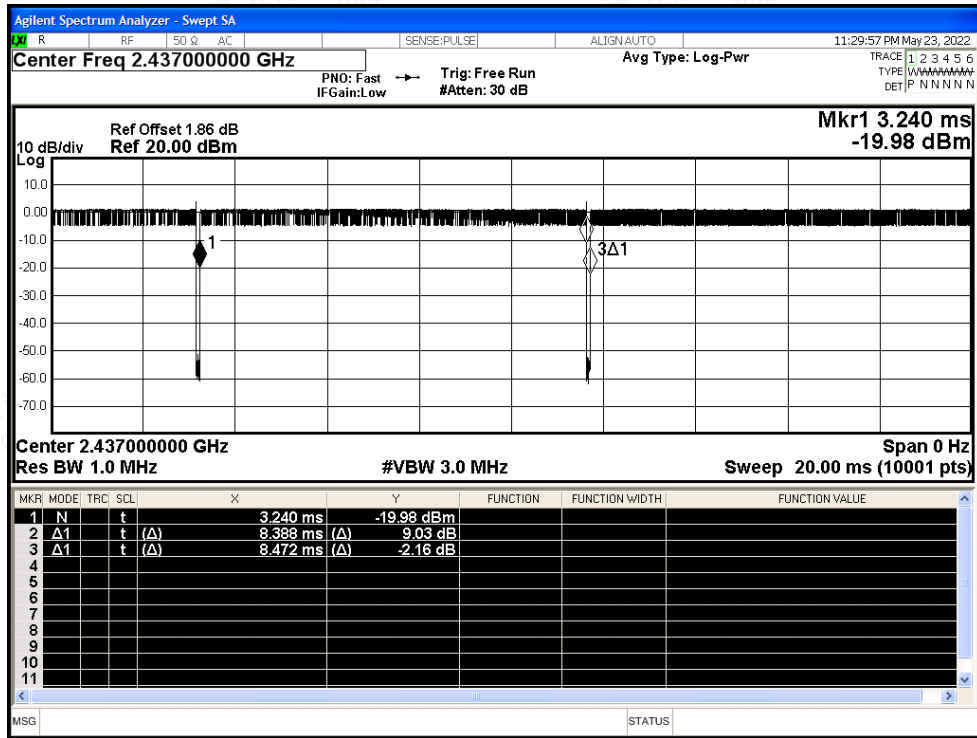 Agilent Spectrum Analyzer - Swept SA
LXI R RF 50 Ω AC SENSE:PULSE ALIGN AUTO 11:29:57 PM May 23, 2022
Center Freq 2.437000000 GHz
PNO: Fast
IFGain:Low
Trig: Free Run
#Atten: 30 dB
Avg Type: Log-Pwr
TRACE 1 2 3 4 5 6
TYPE WWWWWW
DET P N N N N N
Mkr1 3.240 ms
-19.98 dBm
Ref Offset 1.86 dB
10 dB/div Ref 20.00 dBm
Log
10.0
0.00
-10.0
1
3Δ1
-20.0
-30.0
-40.0
-50.0
-60.0
-70.0
Center 2.437000000 GHz Span 0 Hz
Res BW 1.0 MHz #VBW 3.0 MHz Sweep 20.00 ms (10001 pts)
MKR MODE TRC SCL X Y FUNCTION FUNCTION WIDTH FUNCTION VALUE
1 N t 3.240 ms -19.98 dBm
2 Δ1 t (Δ) 8.388 ms (Δ) 9.03 dB
3 Δ1 t (Δ) 8.472 ms (Δ) -2.16 dB
4
5
6
7
8
9
10
11
MSG STATUS